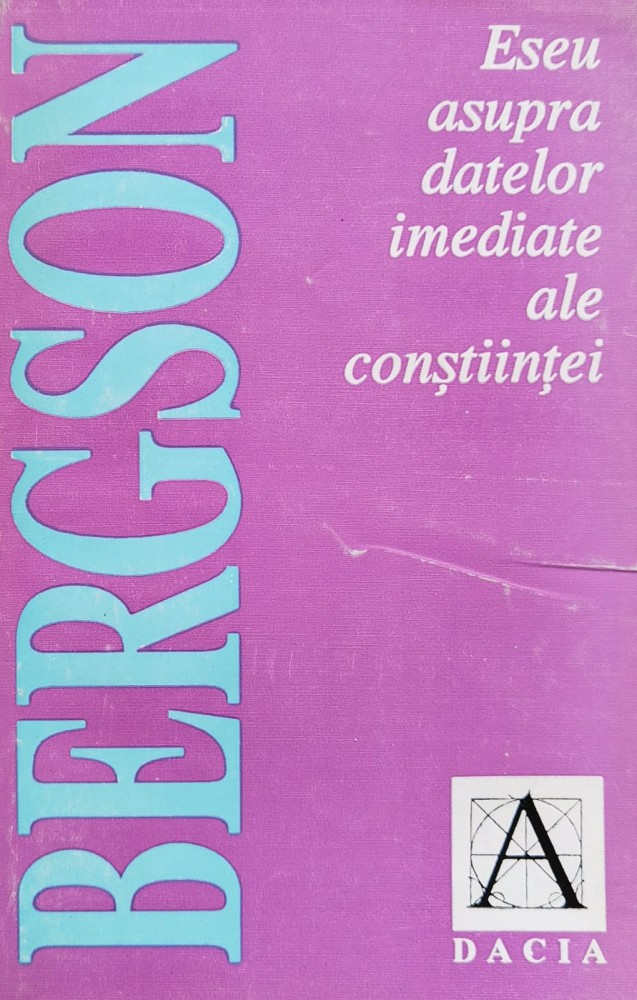 BERGSON
Eseu
asupra
datelor
imediate
ale
conștiinței
A
DACIA